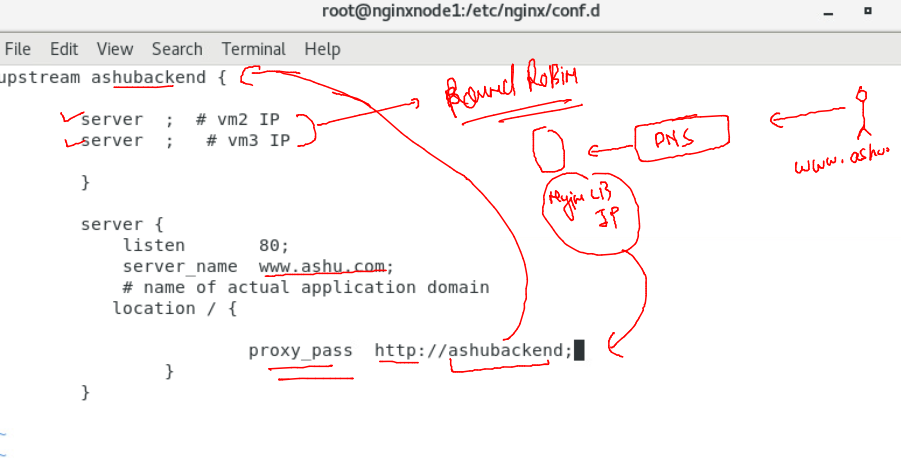 root@nginxnode1:/etc/nginx/conf.d
File Edit View Search Terminal Help
upstream ashubackend {
Round Robin
server ; # vm2 IP
server ; # vm3 IP
DNS
www.ashu.
}
Nginx LB
IP
server {
listen 80;
server_name www.ashu.com;
# name of actual application domain
location / {
proxy_pass http://ashubackend;
}
}
~
~